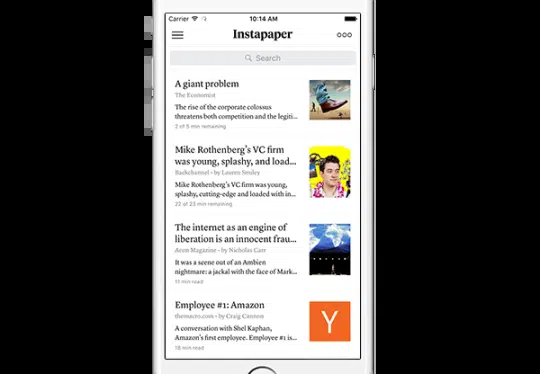 Carrier 10:14 AM
Instapaper
Search
A giant problem
The Economist
The rise of the corporate colossus
threatens both competition and the legiti...
2 of 5 min remaining
Mike Rothenberg's VC firm
was young, splashy, and load...
Backchannel · by Lauren Smiley
Mike Rothenberg's VC firm was young,
splashy, cutting-edge and loaded with in...
22 of 23 min remaining
The internet as an engine of
liberation is an innocent frau...
Aeon Magazine · by Nicholas Carr
It was a scene out of an Ambien
nightmare: a jackal with the face of Mark...
11 min read
Employee #1: Amazon
themacro.com · by Craig Cannon
A conversation with Shel Kaphan,
Amazon's first employee. Employee #1 is...
18 min read
Y